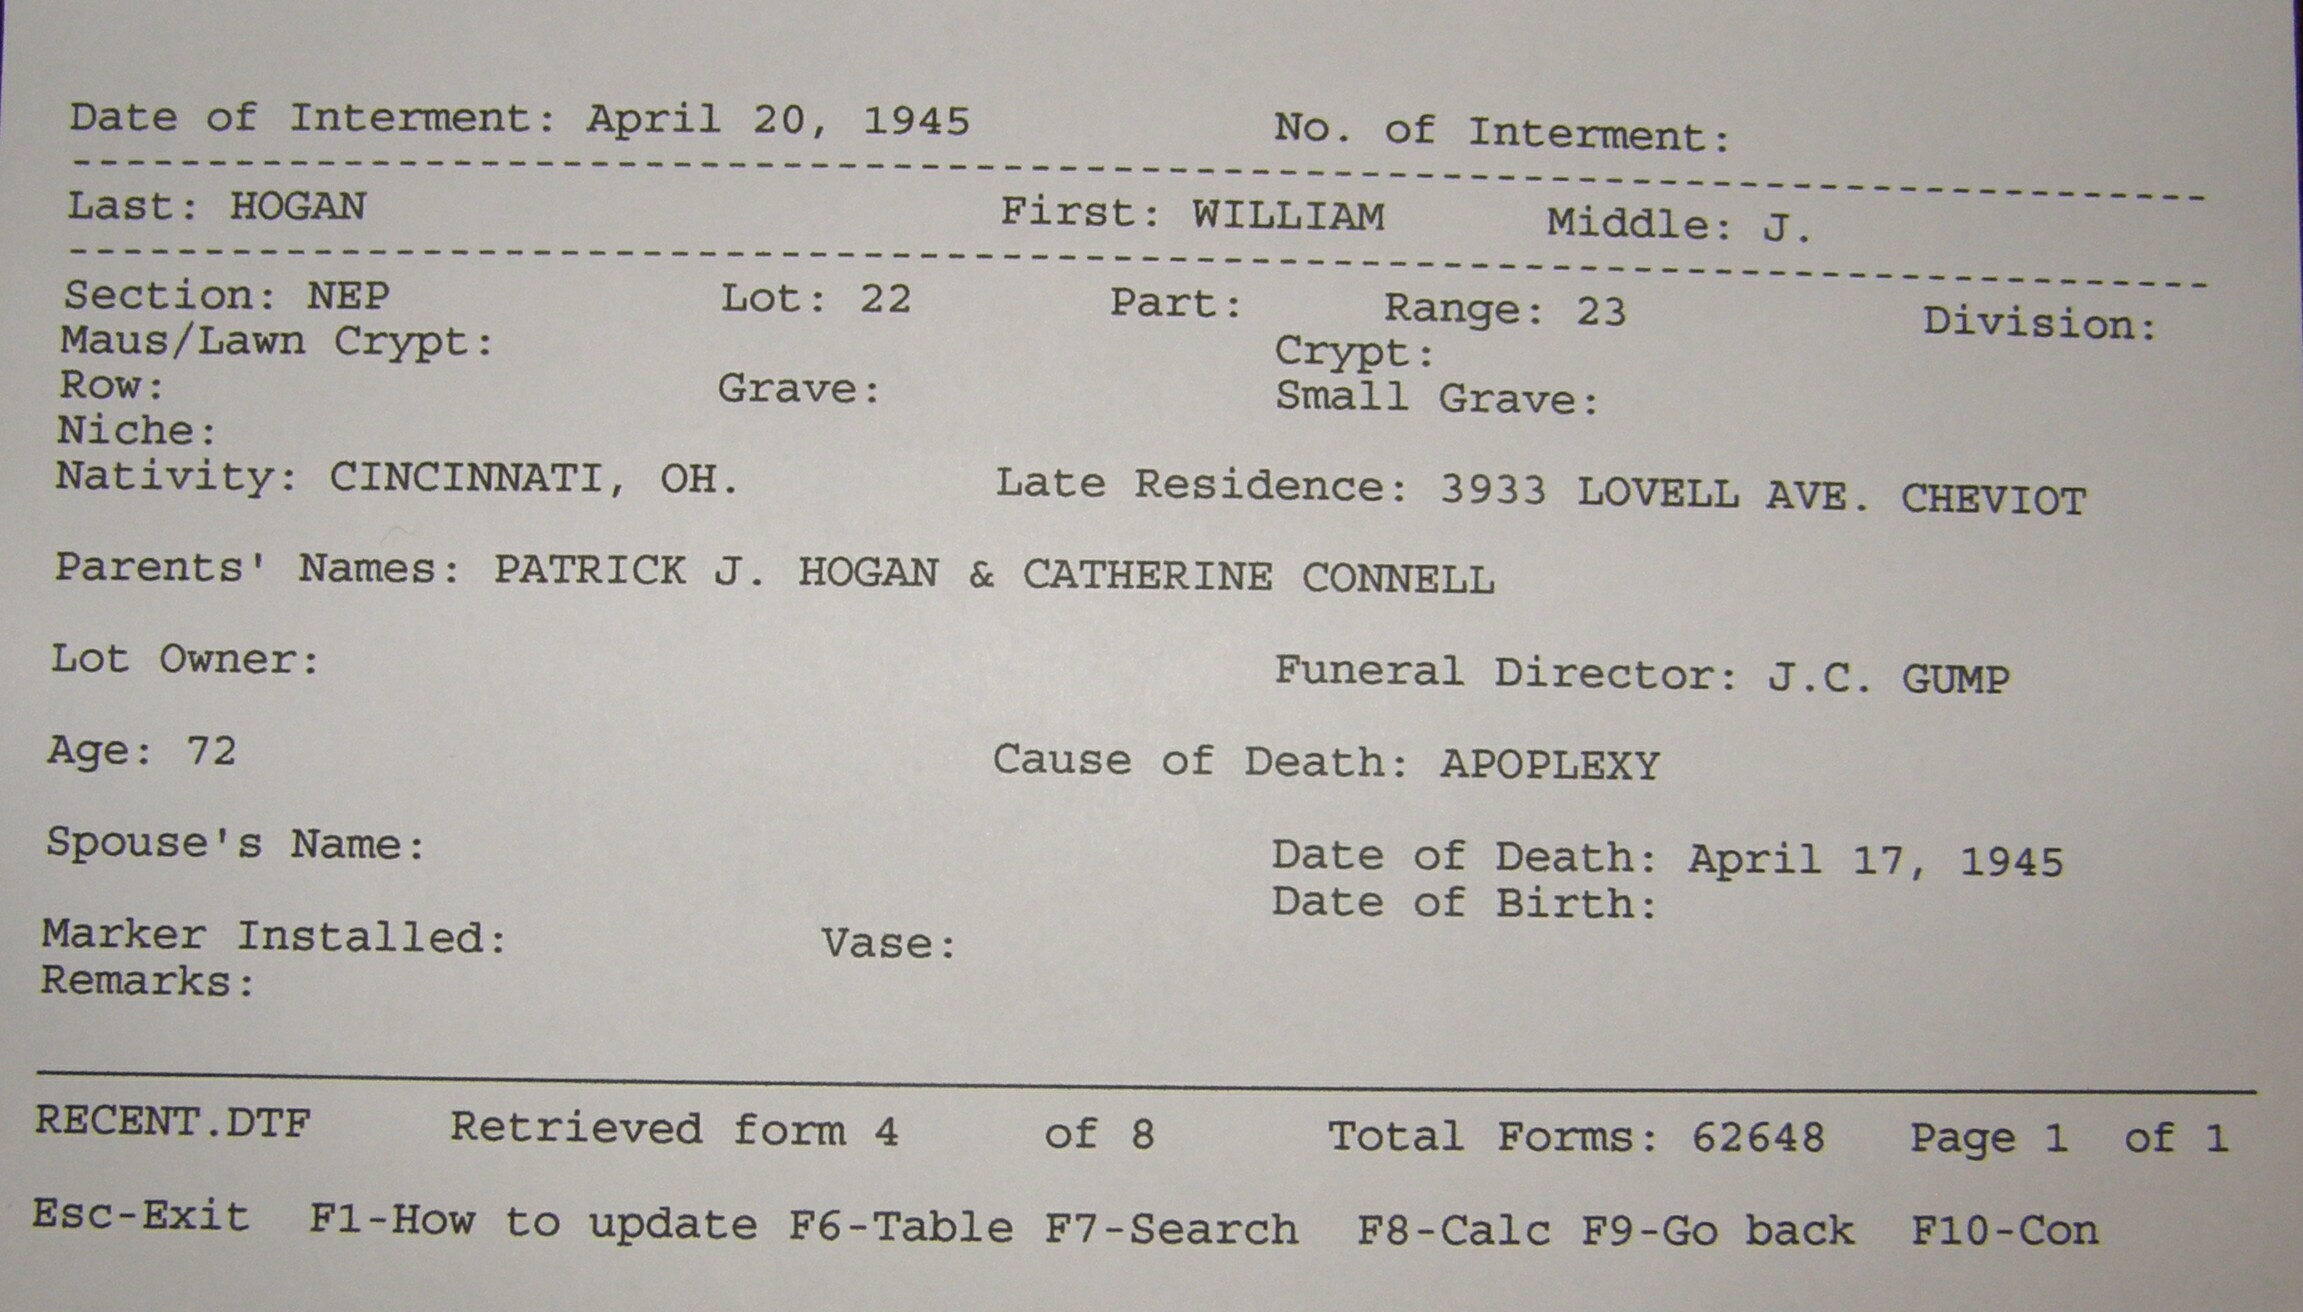 Date of Interment: April 20, 1945 No. of Interment:
Last: HOGAN First: WILLIAM Middle: J.
Section: NEP Lot: 22 Part: Range: 23 Division:
Maus/Lawn Crypt: Crypt:
Row: Grave: Small Grave:
Niche:
Nativity: CINCINNATI, OH. Late Residence: 3933 LOVELL AVE. CHEVIOT
Parents' Names: PATRICK J. HOGAN & CATHERINE CONNELL
Lot Owner: Funeral Director: J.C. GUMP
Age: 72 Cause of Death: APOPLEXY
Spouse's Name: Date of Death: April 17, 1945
Date of Birth:
Marker Installed: Vase:
Remarks:
RECENT.DTF Retrieved form 4 of 8 Total Forms: 62648 Page 1 of 1
Esc-Exit F1-How to update F6-Table F7-Search F8-Calc F9-Go back F10-Con